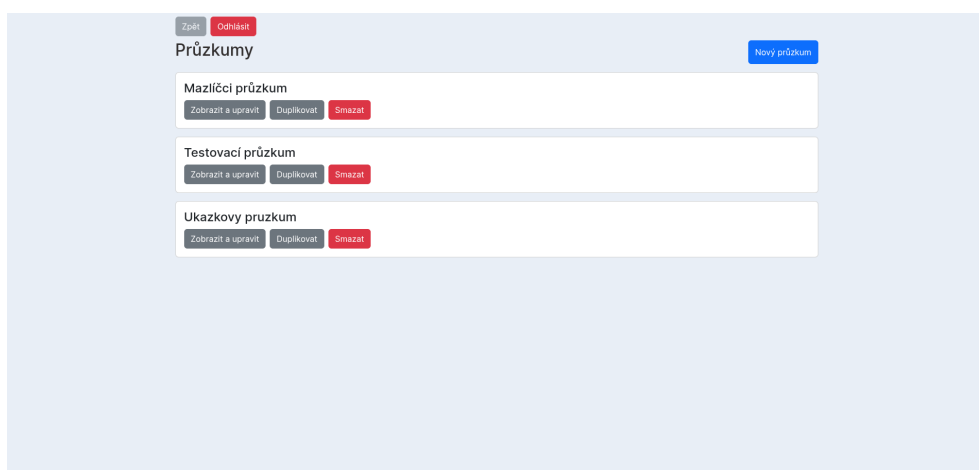 Zpět Odhlásit
Průzkumy
Nový průzkum
Mazlíčci průzkum
Zobrazit a upravit Duplikovat Smazat
Testovací průzkum
Zobrazit a upravit Duplikovat Smazat
Ukazkovy pruzkum
Zobrazit a upravit Duplikovat Smazat